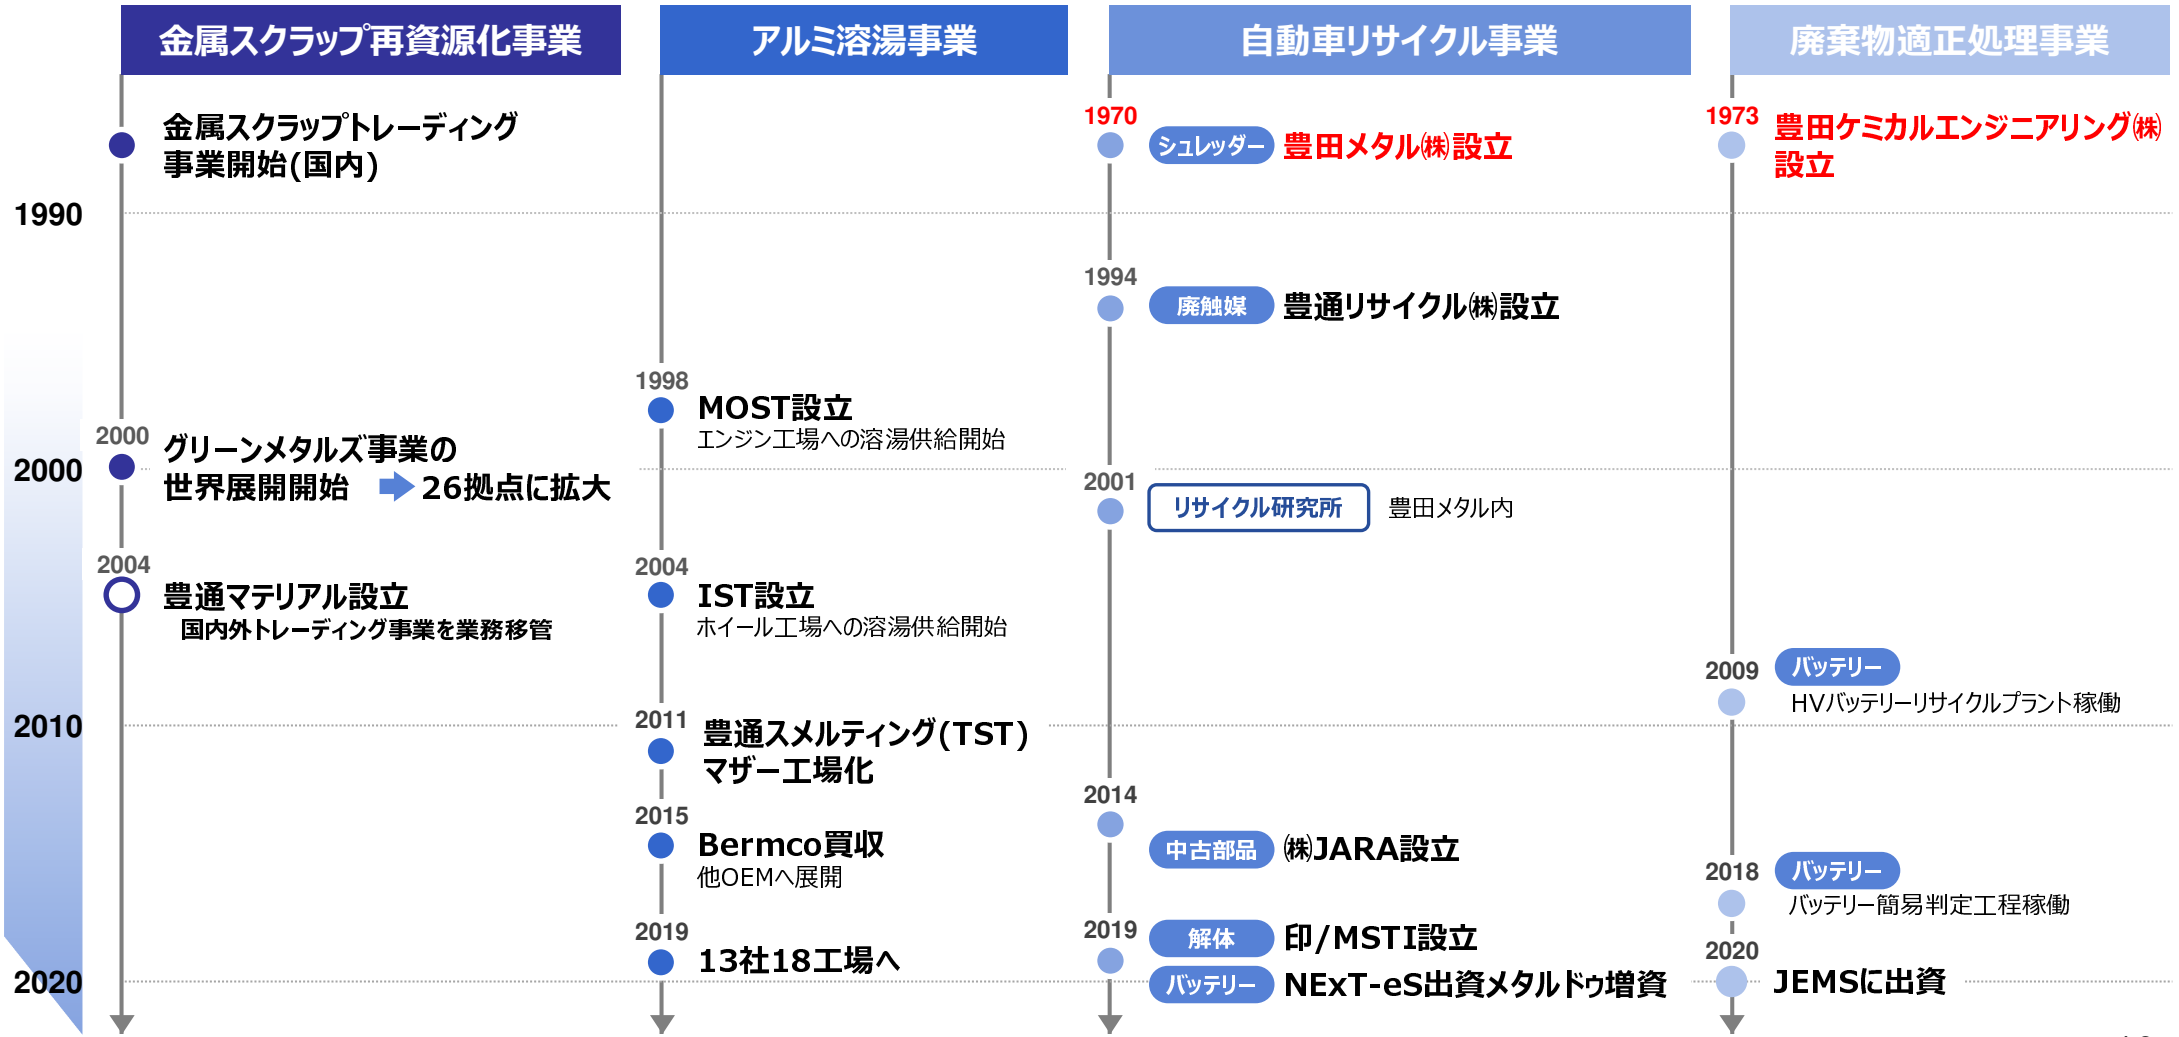 金属スクラップ再資源化事業
アルミ溶湯事業
自動車リサイクル事業
廃棄物適正処理事業
金属スクラップトレーディング
事業開始(国内)
1970
シュレッダー 豊田メタル㈱設立
1973
豊田ケミカルエンジニアリング㈱
設立
1990
1994
廃触媒 豊通リサイクル㈱設立
1998
MOST設立
エンジン工場への溶湯供給開始
2000
グリーンメタルズ事業の
世界展開開始 26拠点に拡大
2000
2001
リサイクル研究所 豊田メタル内
2004
豊通マテリアル設立
国内外トレーディング事業を業務移管
2004
IST設立
ホイール工場への溶湯供給開始
2009
バッテリー
HVバッテリーリサイクルプラント稼働
2010
2011
豊通スメルティング(TST)
マザー工場化
2014
中古部品 ㈱JARA設立
2015
Bermco買収
他OEMへ展開
2018
バッテリー
バッテリー簡易判定工程稼働
2019
13社18工場へ
2019
解体 印/MSTI設立
バッテリー NExT-eS出資メタルドゥ増資
2020
2020
JEMSに出資